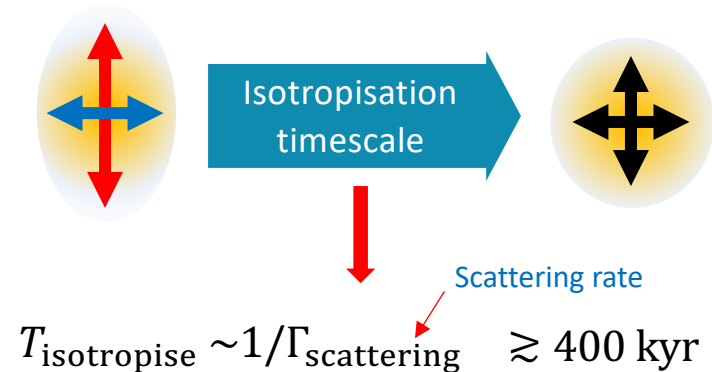 Isotropisation
timescale
Scattering rate
T_isotropise ~1/Γ_scattering ≳ 400 kyr